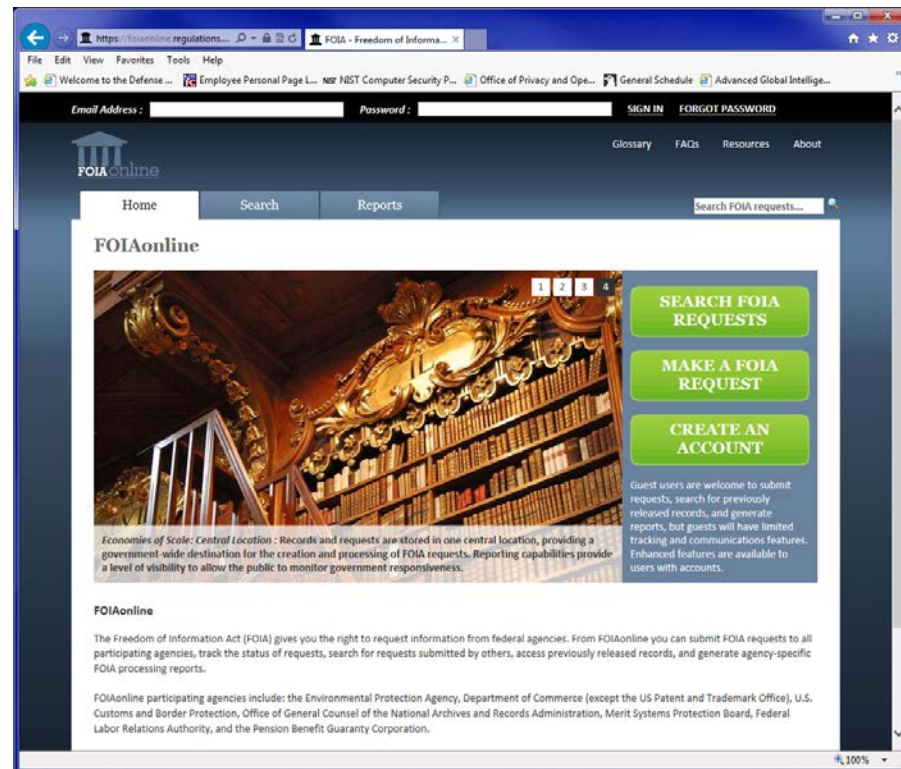 https://foiaonline.regulations....
FOIA - Freedom of Informa...
File Edit View Favorites Tools Help
Welcome to the Defense ... Employee Personal Page L... NIST NIST Computer Security P... Office of Privacy and Ope... General Schedule Advanced Global Intellige...
Email Address : Password : SIGN IN FORGOT PASSWORD
Glossary FAQs Resources About
FOIAonline
Home Search Reports
Search FOIA requests...
FOIAonline
1 2 3 4
SEARCH FOIA
REQUESTS
MAKE A FOIA
REQUEST
CREATE AN
ACCOUNT
Guest users are welcome to submit
requests, search for previously
released records, and generate
reports, but guests will have limited
tracking and communications features.
Enhanced features are available to
users with accounts.
Economies of Scale: Central Location : Records and requests are stored in one central location, providing a
government-wide destination for the creation and processing of FOIA requests. Reporting capabilities provide
a level of visibility to allow the public to monitor government responsiveness.
FOIAonline
The Freedom of Information Act (FOIA) gives you the right to request information from federal agencies. From FOIAonline you can submit FOIA requests to all
participating agencies, track the status of requests, search for requests submitted by others, access previously released records, and generate agency-specific
FOIA processing reports.
FOIAonline participating agencies include: the Environmental Protection Agency, Department of Commerce (except the US Patent and Trademark Office), U.S.
Customs and Border Protection, Office of General Counsel of the National Archives and Records Administration, Merit Systems Protection Board, Federal
Labor Relations Authority, and the Pension Benefit Guaranty Corporation.
100%